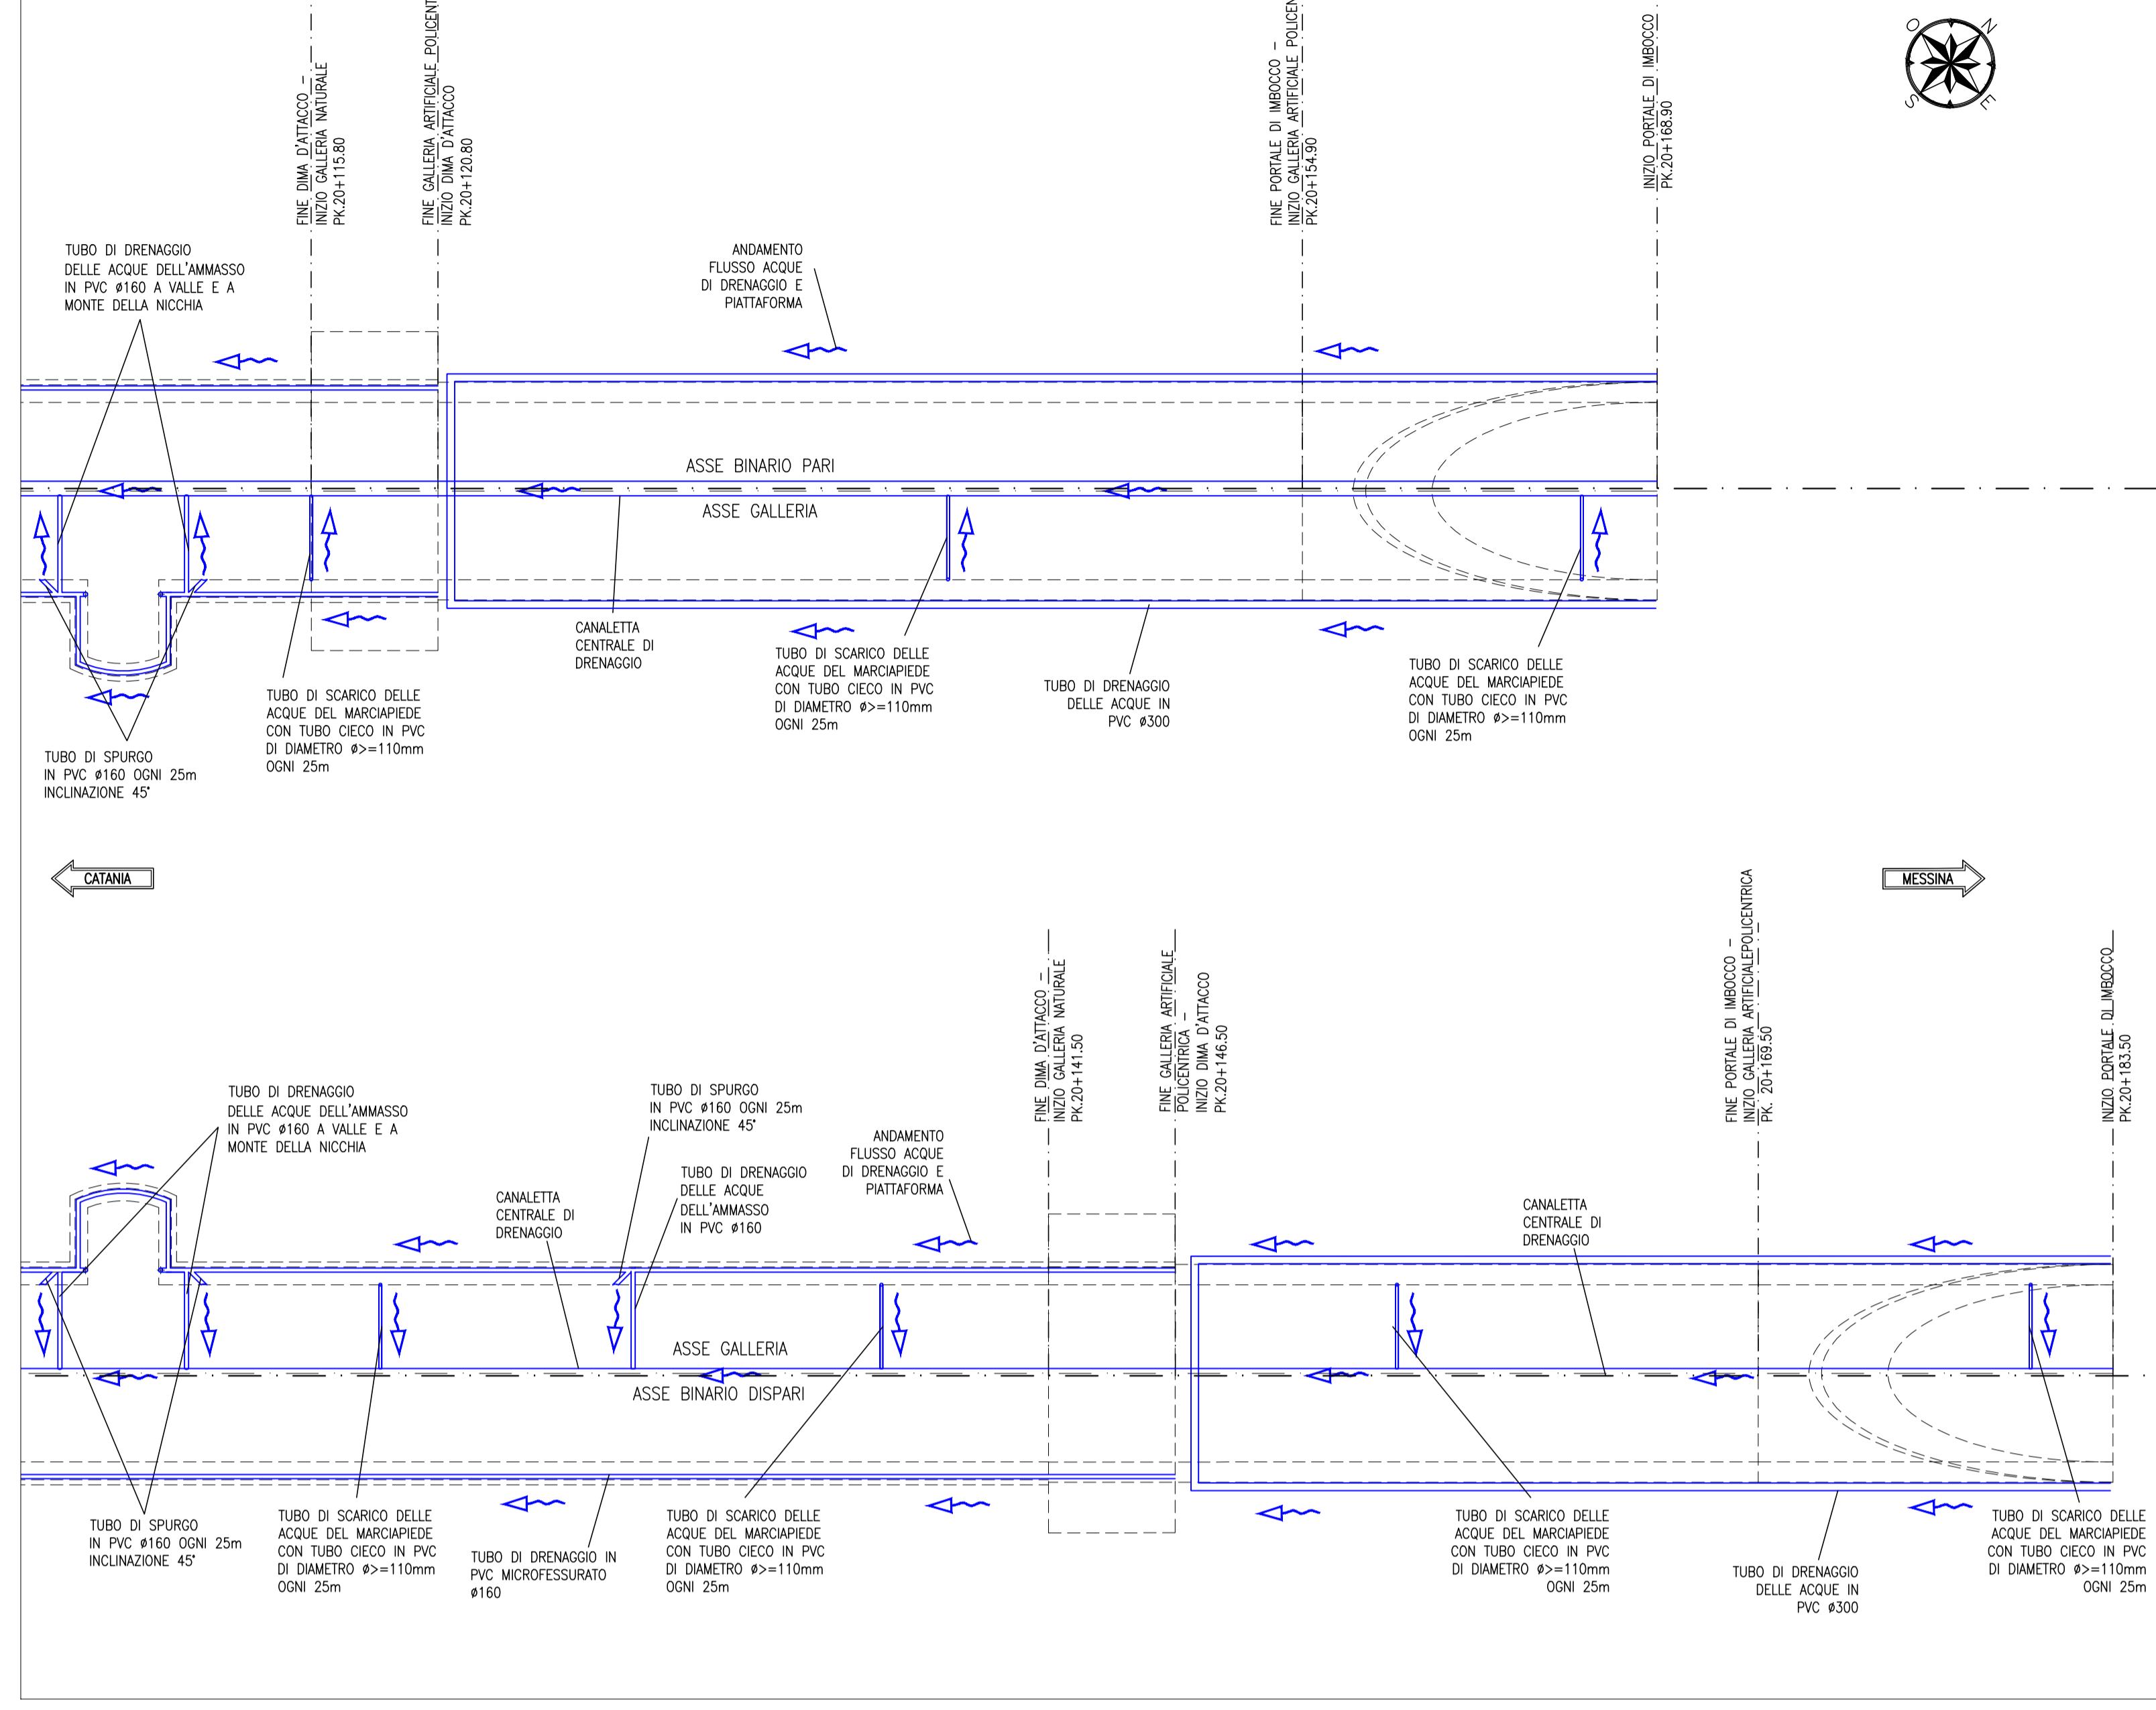 FINE DIMA D'ATTACCO –
INIZIO GALLERIA NATURALE
PK.20+115.80
FINE GALLERIA ARTIFICIALE
INIZIO DIMA D'ATTACCO
PK.20+120.80
FINE PORTALE DI IMBOCCO –
INIZIO GALLERIA ARTIFICIALE
PK.20+154.90
INIZIO PORTALE DI IMBOCCO
PK.20+168.90
O
N
S
E
TUBO DI DRENAGGIO
DELLE ACQUE DELL'AMMASSO
IN PVC ø160 A VALLE E A
MONTE DELLA NICCHIA
ANDAMENTO
FLUSSO ACQUE
DI DRENAGGIO E
PIATTAFORMA
ASSE BINARIO PARI
ASSE GALLERIA
TUBO DI SPURGO
IN PVC ø160 OGNI 25m
INCLINAZIONE 45°
TUBO DI SCARICO DELLE
ACQUE DEL MARCIAPIEDE
CON TUBO CIECO IN PVC
DI DIAMETRO ø>=110mm
OGNI 25m
CANALETTA
CENTRALE DI
DRENAGGIO
TUBO DI SCARICO DELLE
ACQUE DEL MARCIAPIEDE
CON TUBO CIECO IN PVC
DI DIAMETRO ø>=110mm
OGNI 25m
TUBO DI DRENAGGIO
DELLE ACQUE IN
PVC ø300
TUBO DI SCARICO DELLE
ACQUE DEL MARCIAPIEDE
CON TUBO CIECO IN PVC
DI DIAMETRO ø>=110mm
OGNI 25m
CATANIA
MESSINA
FINE DIMA D'ATTACCO –
INIZIO GALLERIA NATURALE
PK.20+141.50
FINE GALLERIA ARTIFICIALE
POLICENTRICA –
INIZIO DIMA D'ATTACCO
PK.20+146.50
FINE PORTALE DI IMBOCCO –
INIZIO GALLERIA ARTIFICIALEPOLICENTRICA
PK. 20+169.50
INIZIO PORTALE DI IMBOCCO
PK.20+183.50
TUBO DI DRENAGGIO
DELLE ACQUE DELL'AMMASSO
IN PVC ø160 A VALLE E A
MONTE DELLA NICCHIA
CANALETTA
CENTRALE DI
DRENAGGIO
TUBO DI SPURGO
IN PVC ø160 OGNI 25m
INCLINAZIONE 45°
TUBO DI DRENAGGIO
DELLE ACQUE
DELL'AMMASSO
IN PVC ø160
ANDAMENTO
FLUSSO ACQUE
DI DRENAGGIO E
PIATTAFORMA
CANALETTA
CENTRALE DI
DRENAGGIO
ASSE GALLERIA
ASSE BINARIO DISPARI
TUBO DI SPURGO
IN PVC ø160 OGNI 25m
INCLINAZIONE 45°
TUBO DI SCARICO DELLE
ACQUE DEL MARCIAPIEDE
CON TUBO CIECO IN PVC
DI DIAMETRO ø>=110mm
OGNI 25m
TUBO DI DRENAGGIO IN
PVC MICROFESSURATO
ø160
TUBO DI SCARICO DELLE
ACQUE DEL MARCIAPIEDE
CON TUBO CIECO IN PVC
DI DIAMETRO ø>=110mm
OGNI 25m
TUBO DI SCARICO DELLE
ACQUE DEL MARCIAPIEDE
CON TUBO CIECO IN PVC
DI DIAMETRO ø>=110mm
OGNI 25m
TUBO DI DRENAGGIO
DELLE ACQUE IN
PVC ø300
TUBO DI SCARICO DELLE
ACQUE DEL MARCIAPIEDE
CON TUBO CIECO IN PVC
DI DIAMETRO ø>=110mm
OGNI 25m